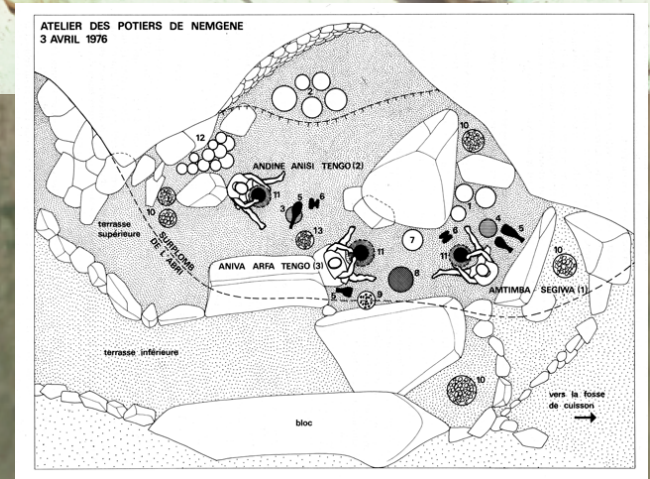 ATELIER DES POTIERS DE NEMGENE
3 AVRIL 1976
2
12
10
ANDINE ANISI TENGO (2)
11
5
6
3
1
10
4
5
6
terrasse
supérieure
SURPLOMB
DE L'ABRI
13
7
11
11
10
ANIVA ARFA TENGO (3)
8
5
9
AMTIMBA SEGIWA (1)
terrasse inférieure
10
vers la fosse
de cuisson
bloc